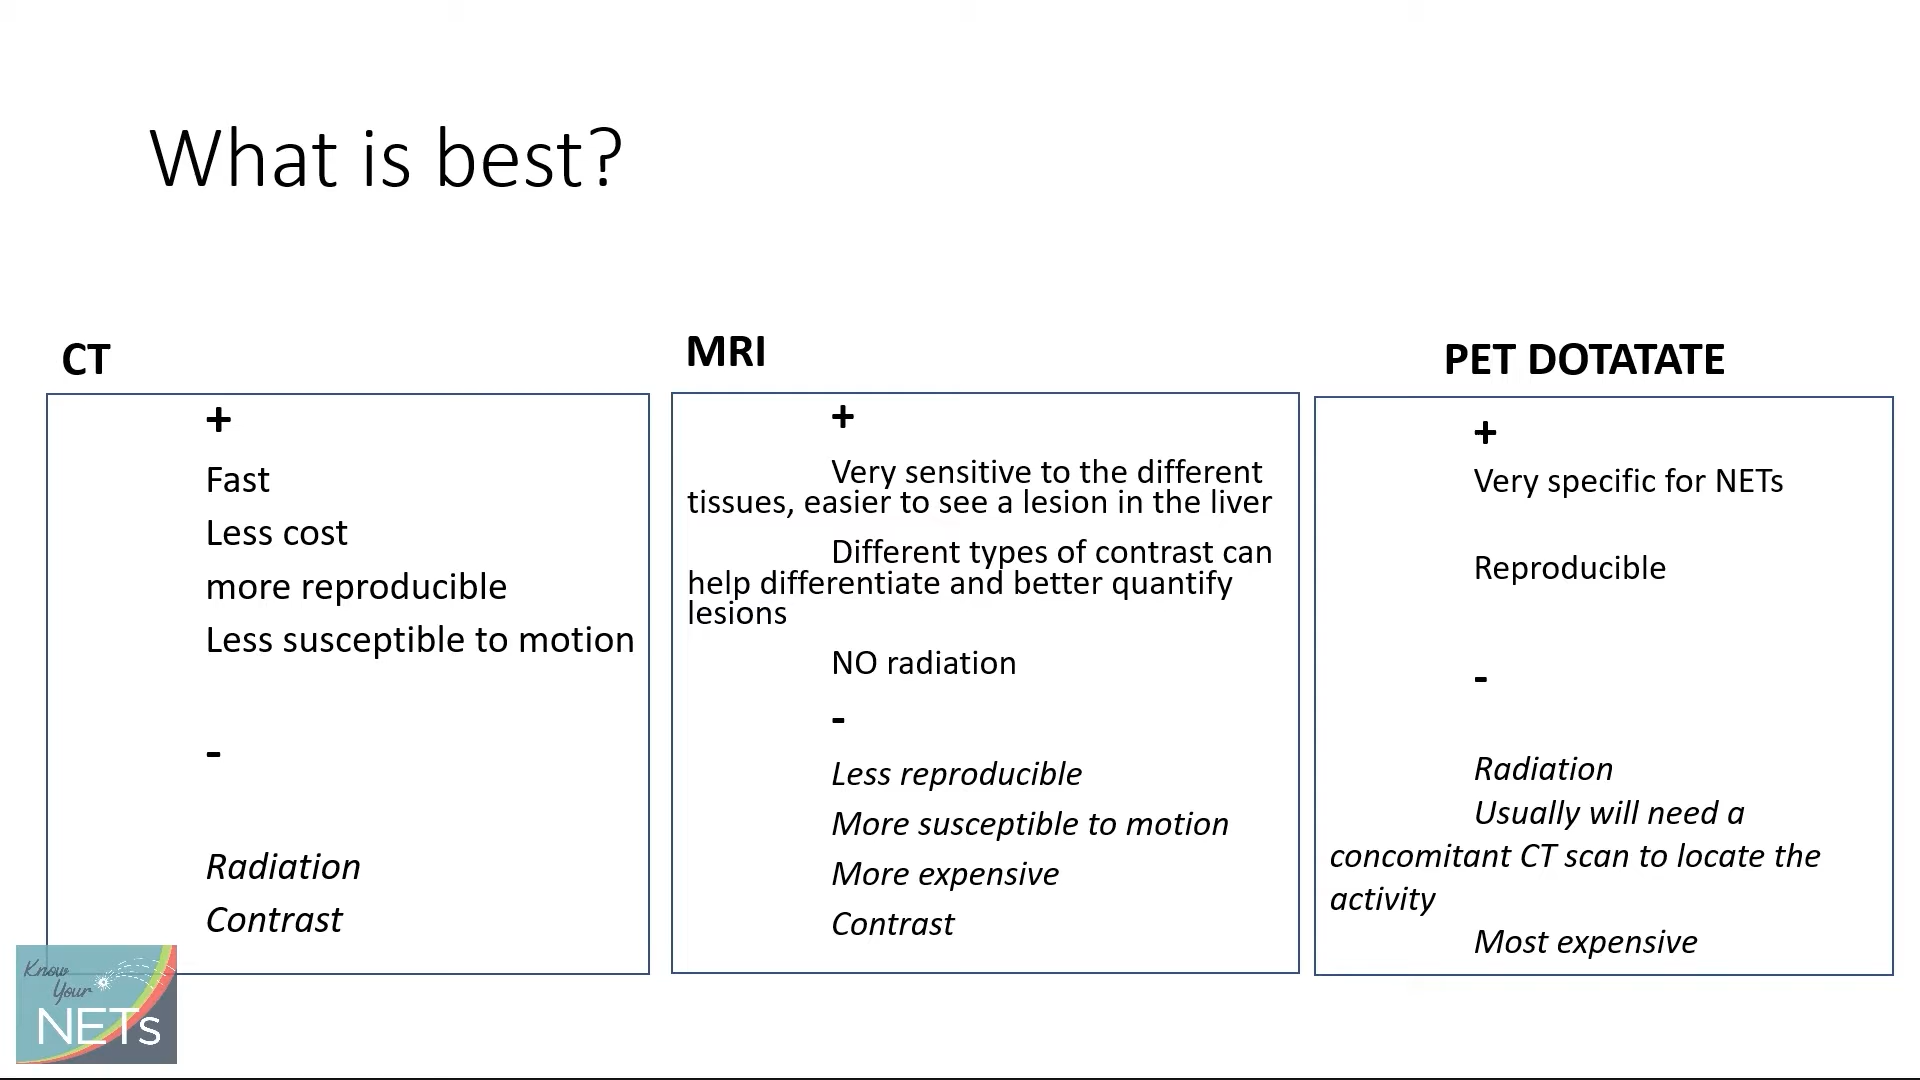 What is best?
CT
+
Fast
Less cost
more reproducible
Less susceptible to motion
-
Radiation
Contrast
MRI
+
Very sensitive to the different
tissues, easier to see a lesion in the liver
Different types of contrast can
help differentiate and better quantify
lesions
NO radiation
-
Less reproducible
More susceptible to motion
More expensive
Contrast
PET DOTATATE
+
Very specific for NETs
Reproducible
-
Radiation
Usually will need a
concomitant CT scan to locate the
activity
Most expensive
Know
Your
NETs